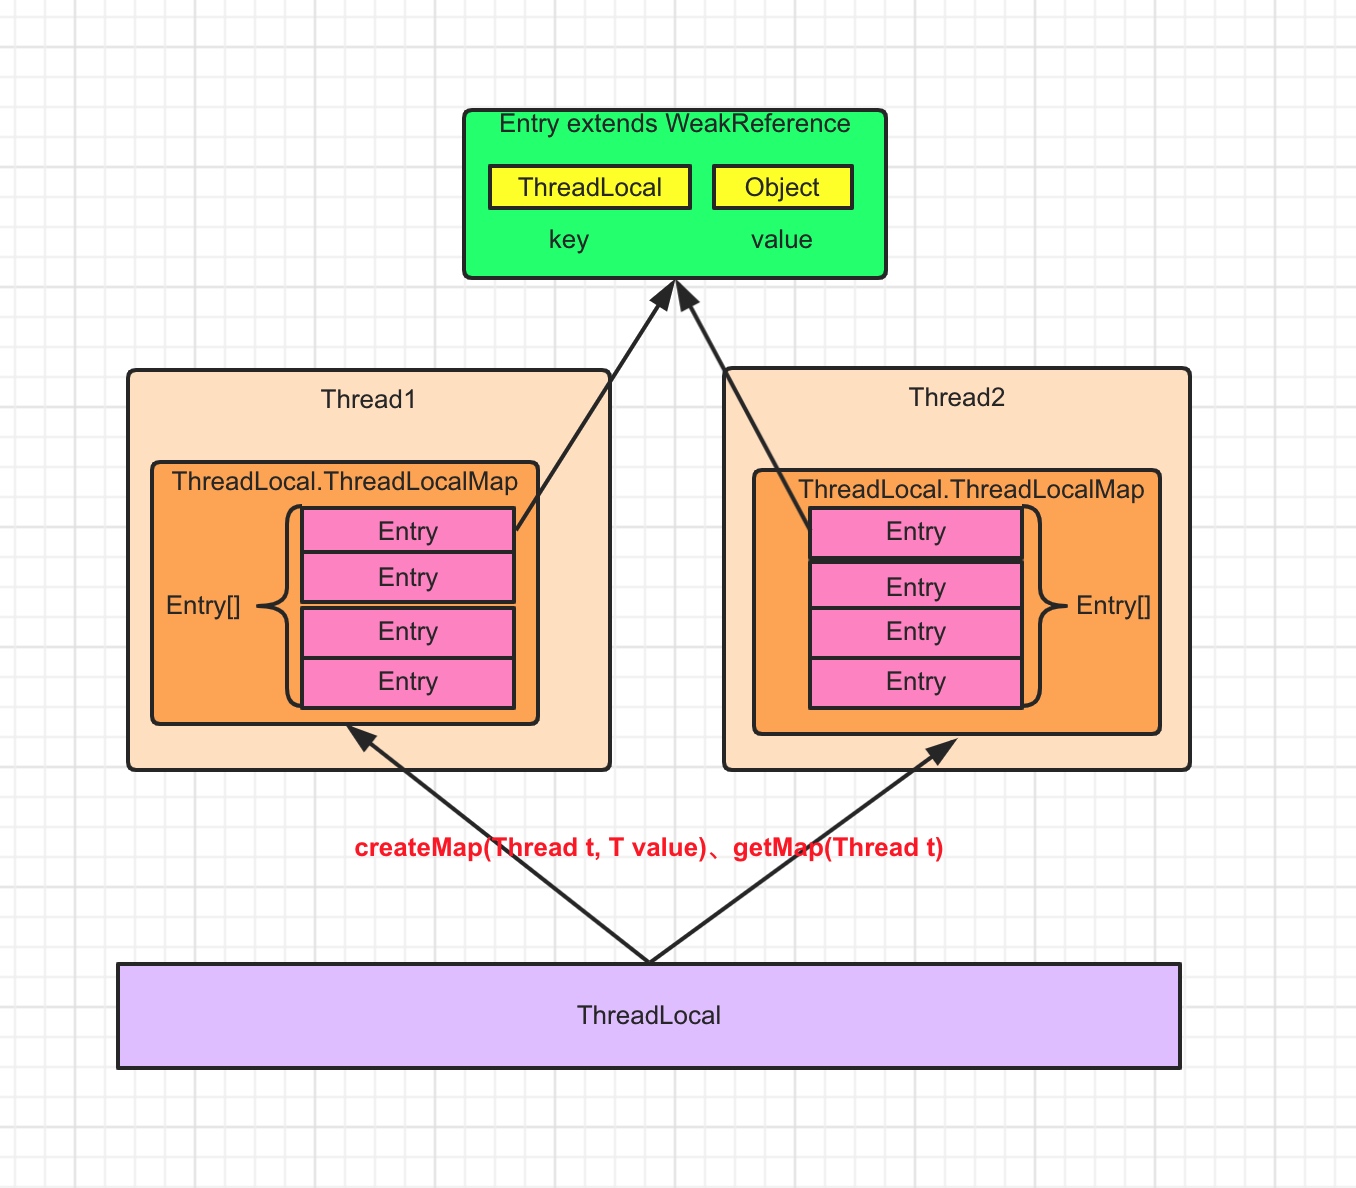 Entry extends WeakReference
ThreadLocal
Object
key
value
Thread1
ThreadLocal.ThreadLocalMap
Entry
Entry
Entry
Entry
Entry[]
Thread2
ThreadLocal.ThreadLocalMap
Entry
Entry
Entry
Entry
Entry[]
createMap(Thread t, T value)、getMap(Thread t)
ThreadLocal